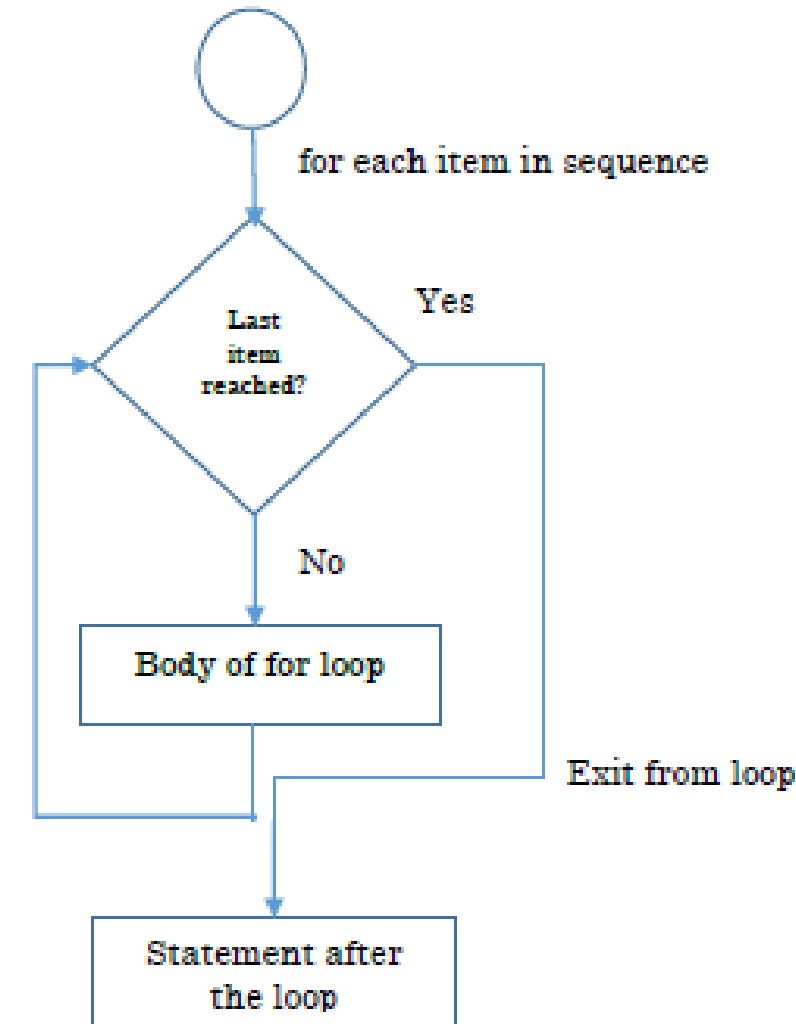 for each item in sequence
Yes
Last
item
reached?
No
Body of for loop
Exit from loop
Statement after
the loop